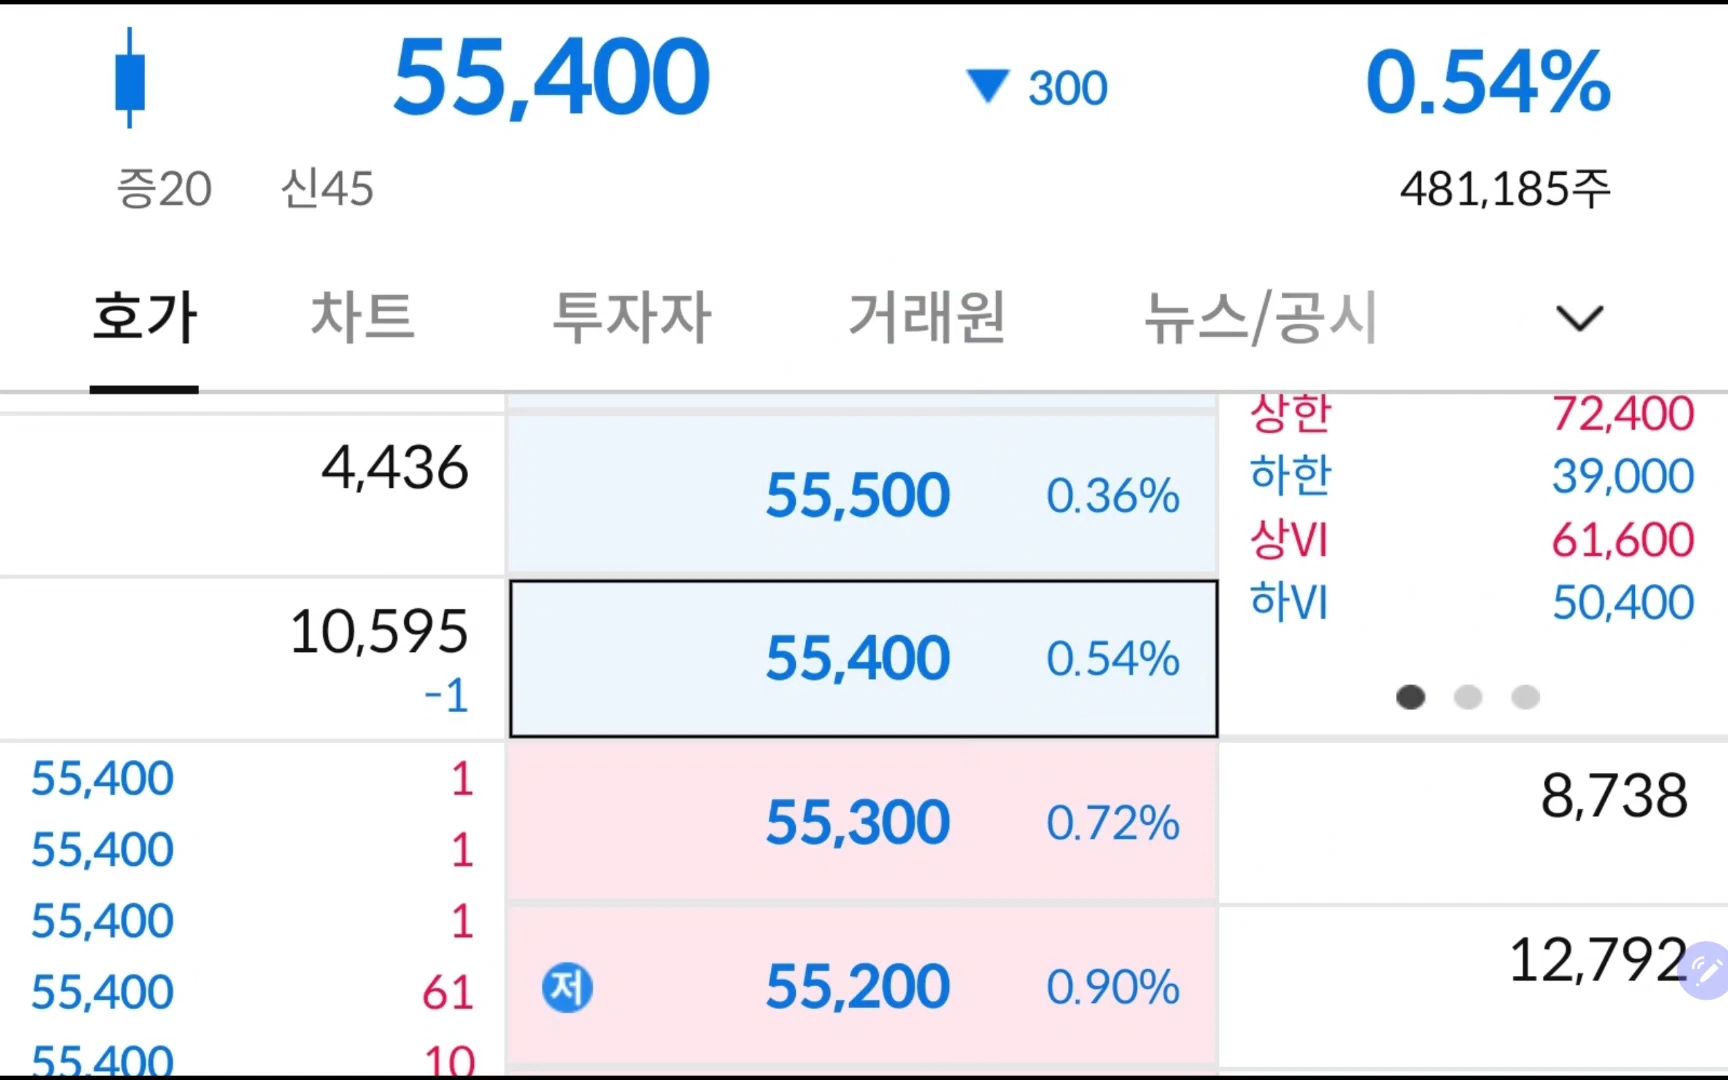 55,400 ▼ 300 0.54%
증20 신45 481,185주
호가 차트 투자자 거래원 뉴스/공시
상한 72,400
4,436 55,500 0.36% 하한 39,000
상VI 61,600
하VI 50,400
10,595 55,400 0.54%
-1
55,400 1 55,300 0.72% 8,738
55,400 1
55,400 1
55,400 61 저 55,200 0.90% 12,792
55,400 10